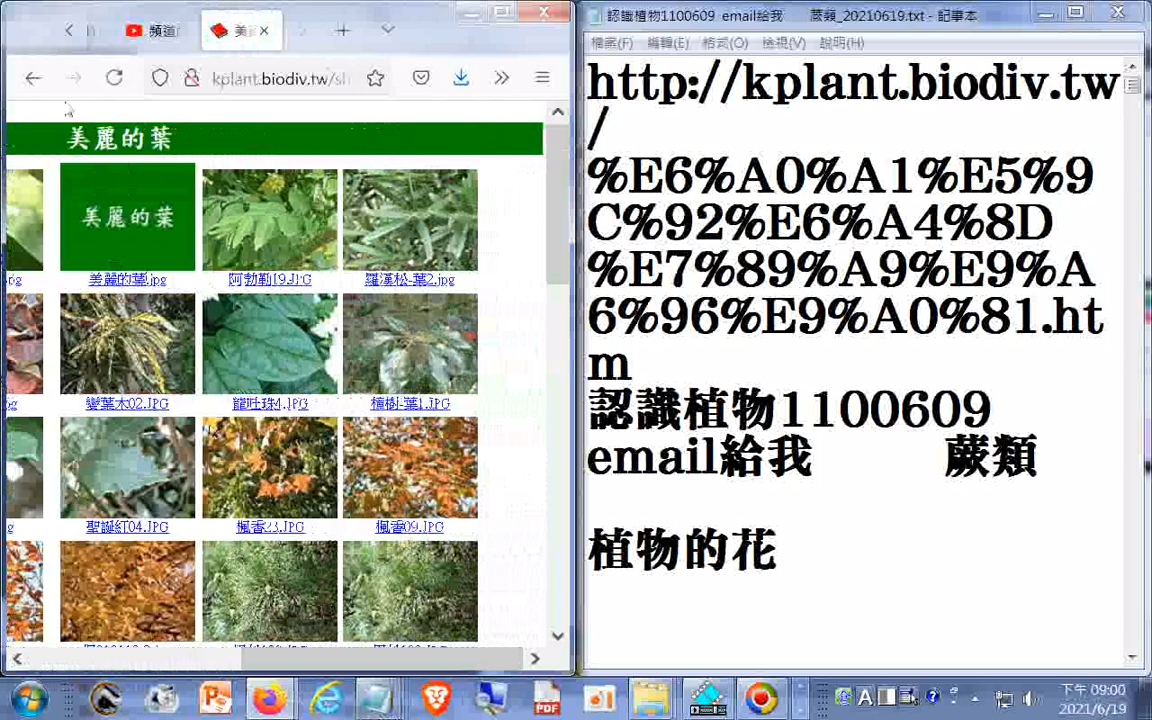 頻道
美
kplant.biodiv.tw/sl
美麗的葉
美麗的葉
美麗的葉.jpg
阿勃勒19.JPG
羅漢松-葉2.jpg
變葉木02.JPG
龍吐珠4.JPG
檀樹-葉1.JPG
聖誕紅04.JPG
楓香23.JPG
楓香09.JPG
認識植物1100609 email給我 蕨類_20210619.txt - 記事本
檔案(F) 編輯(E) 格式(O) 檢視(V) 說明(H)
http://kplant.biodiv.tw
/
%E6%A0%A1%E5%9
C%92%E6%A4%8D
%E7%89%A9%E9%A
6%96%E9%A0%81.ht
m
認識植物1100609
email給我 蕨類
植物的花
PDF
A
下午 09:00
2021/6/19